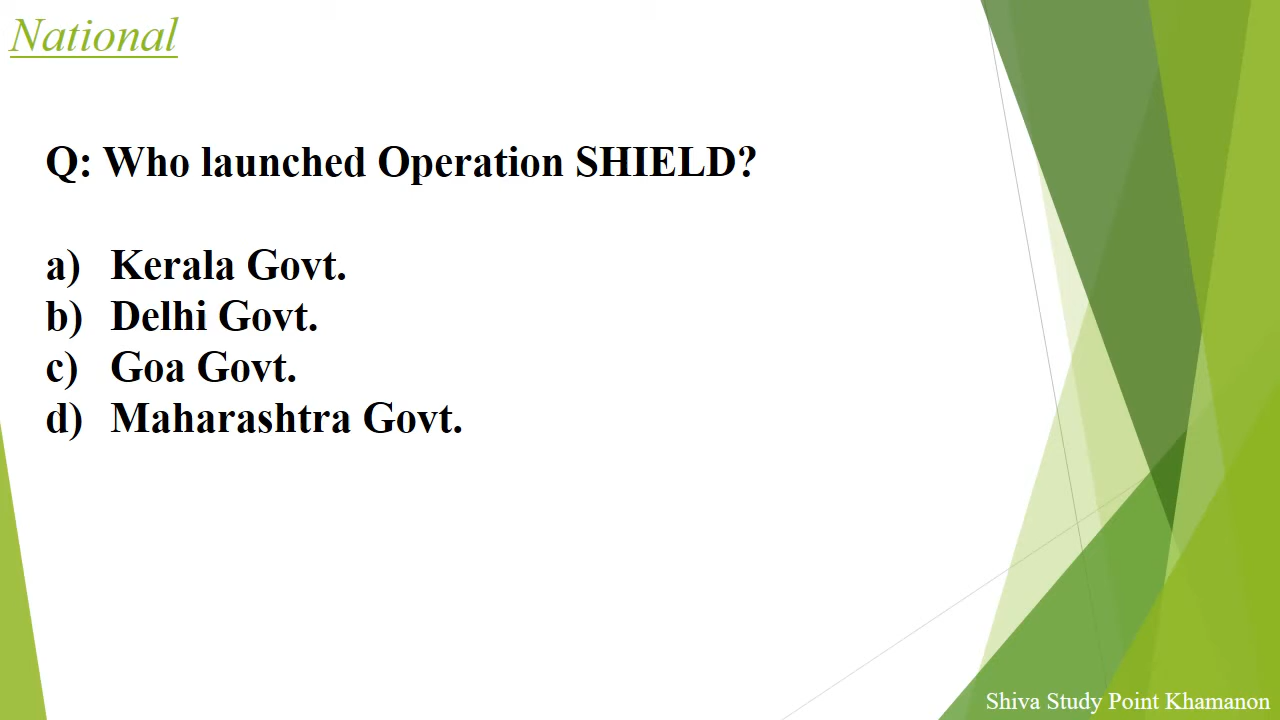 National
Q: Who launched Operation SHIELD?
a) Kerala Govt.
b) Delhi Govt.
c) Goa Govt.
d) Maharashtra Govt.
Shiva Study Point Khamanon